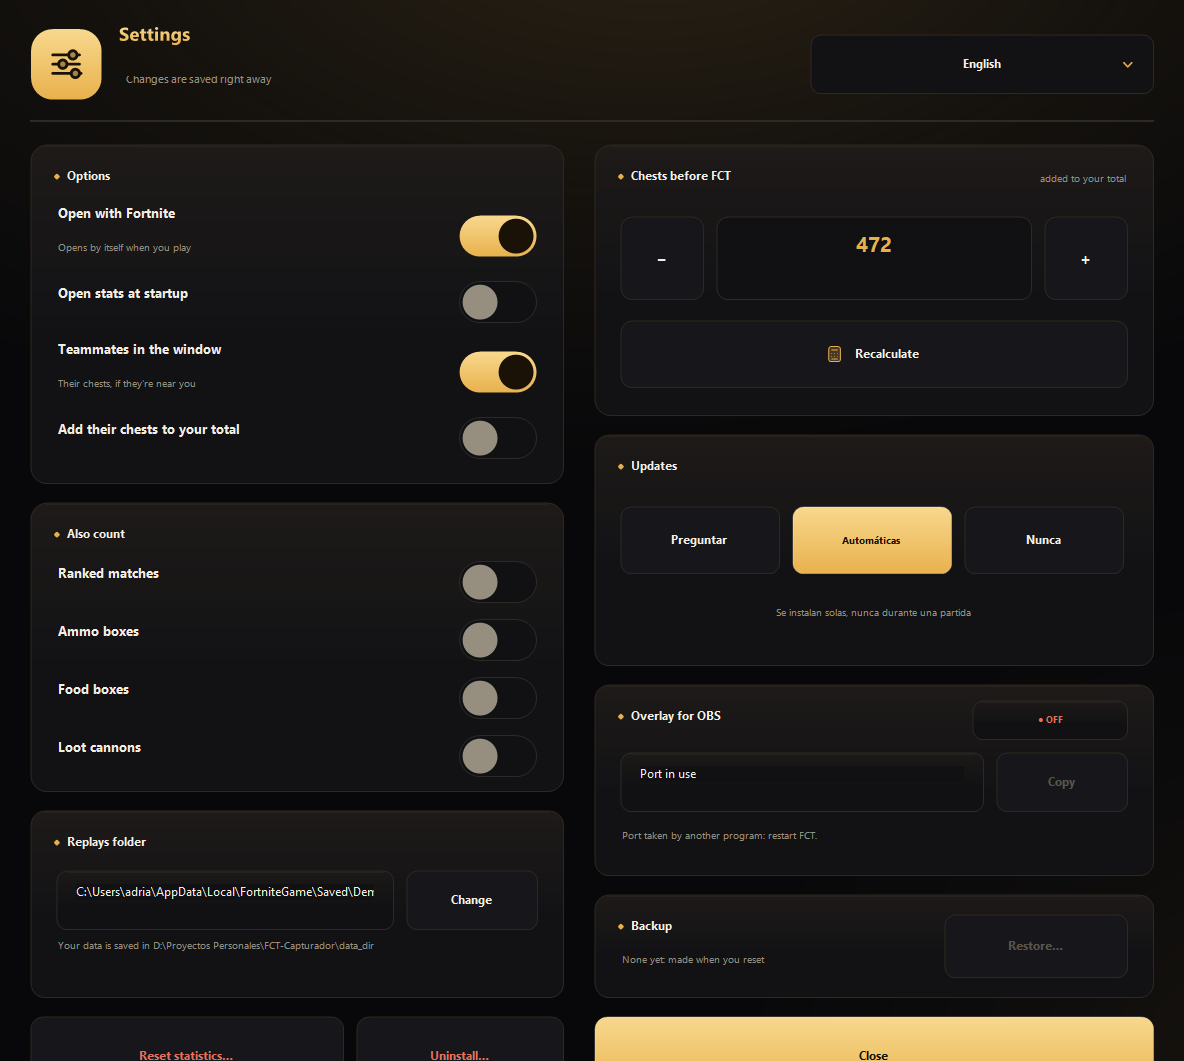 Settings
Changes are saved right away
English
Options
Open with Fortnite
Opens by itself when you play
Open stats at startup
Teammates in the window
Their chests, if they're near you
Add their chests to your total
Also count
Ranked matches
Ammo boxes
Food boxes
Loot cannons
Replays folder
C:\Users\adria\AppData\Local\FortniteGame\Saved\Dem
Change
Your data is saved in D:\Proyectos Personales\FCT-Capturador\data_dir
Reset statistics...
Uninstall...
Chests before FCT
added to your total
−
472
+
Recalculate
Updates
Preguntar
Automáticas
Nunca
Se instalan solas, nunca durante una partida
Overlay for OBS
• OFF
Port in use
Copy
Port taken by another program: restart FCT.
Backup
None yet: made when you reset
Restore...
Close